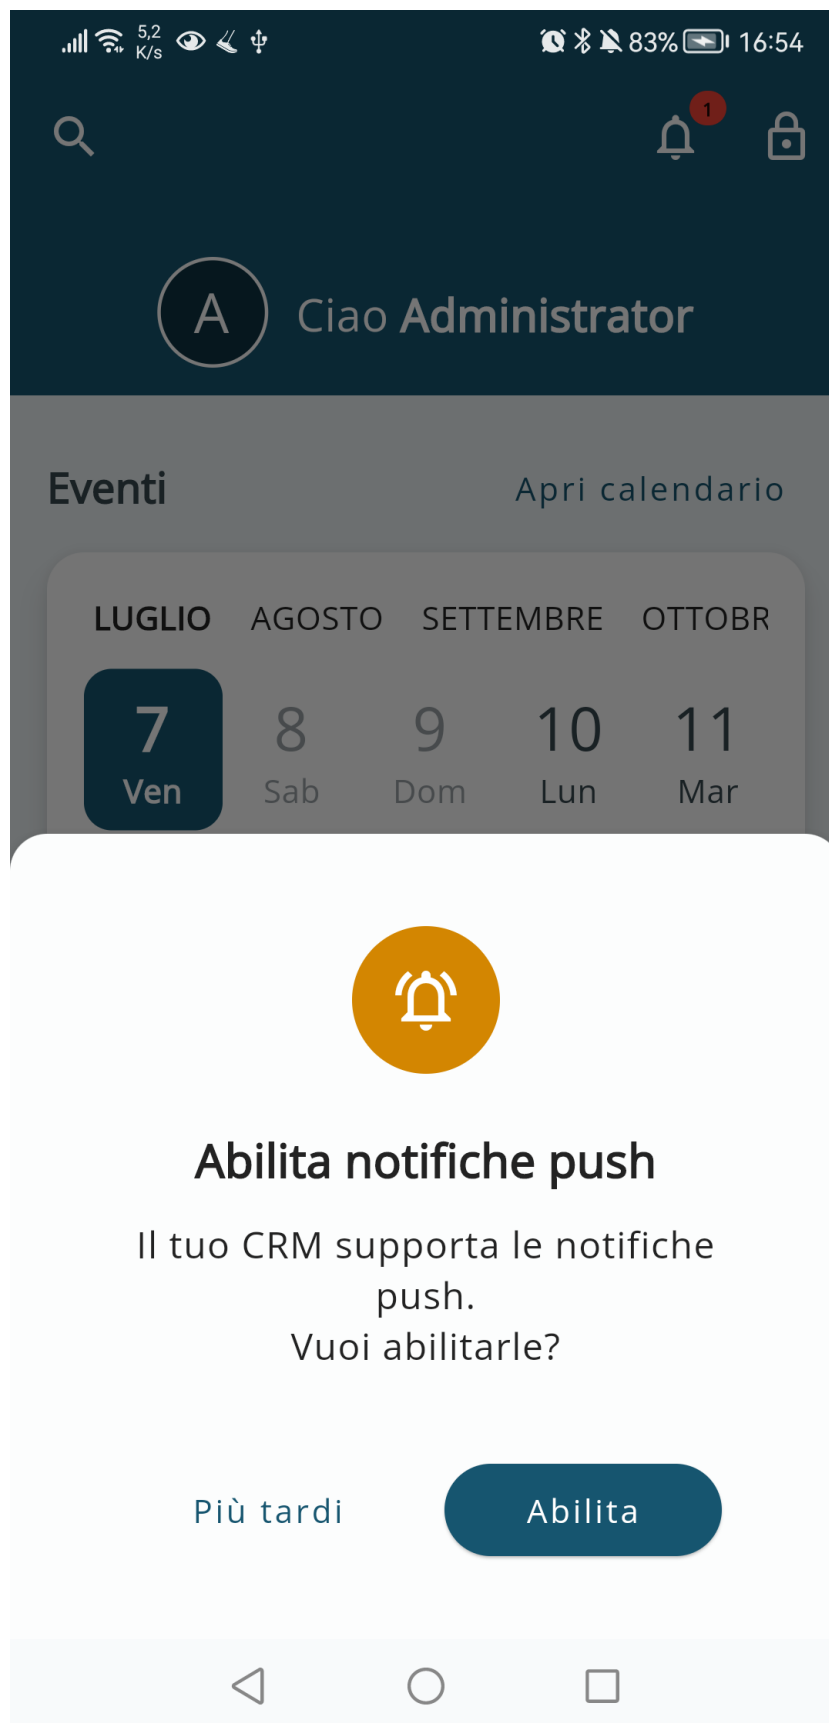 5,2
K/s
83% 16:54
1
A
Ciao Administrator
Eventi
Apri calendario
LUGLIO AGOSTO SETTEMBRE OTTOBR
7 8 9 10 11
Ven Sab Dom Lun Mar
Abilita notifiche push
Il tuo CRM supporta le notifiche
push.
Vuoi abilitarle?
Più tardi
Abilita